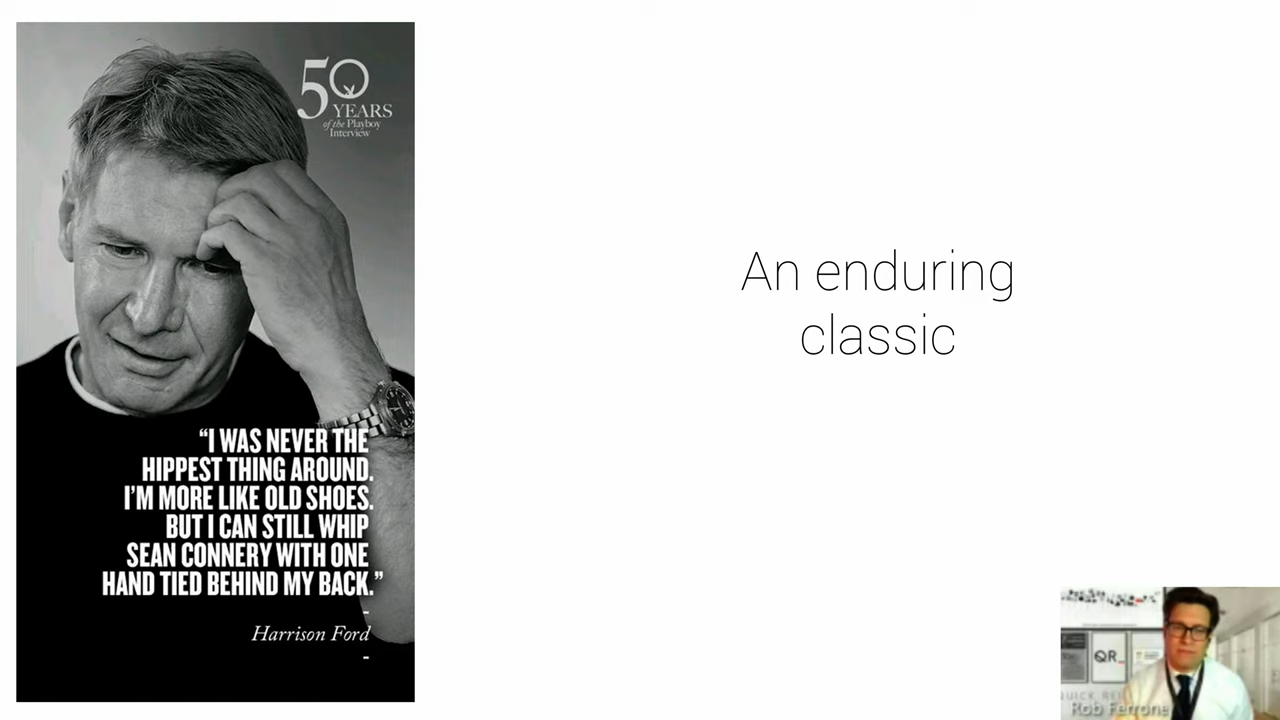 50
YEARS
of the Playboy
Interview
“I WAS NEVER THE
HIPPEST THING AROUND.
I’M MORE LIKE OLD SHOES.
BUT I CAN STILL WHIP
SEAN CONNERY WITH ONE
HAND TIED BEHIND MY BACK.”
-
Harrison Ford
-
An enduring
classic
QR_
Rob Ferrone